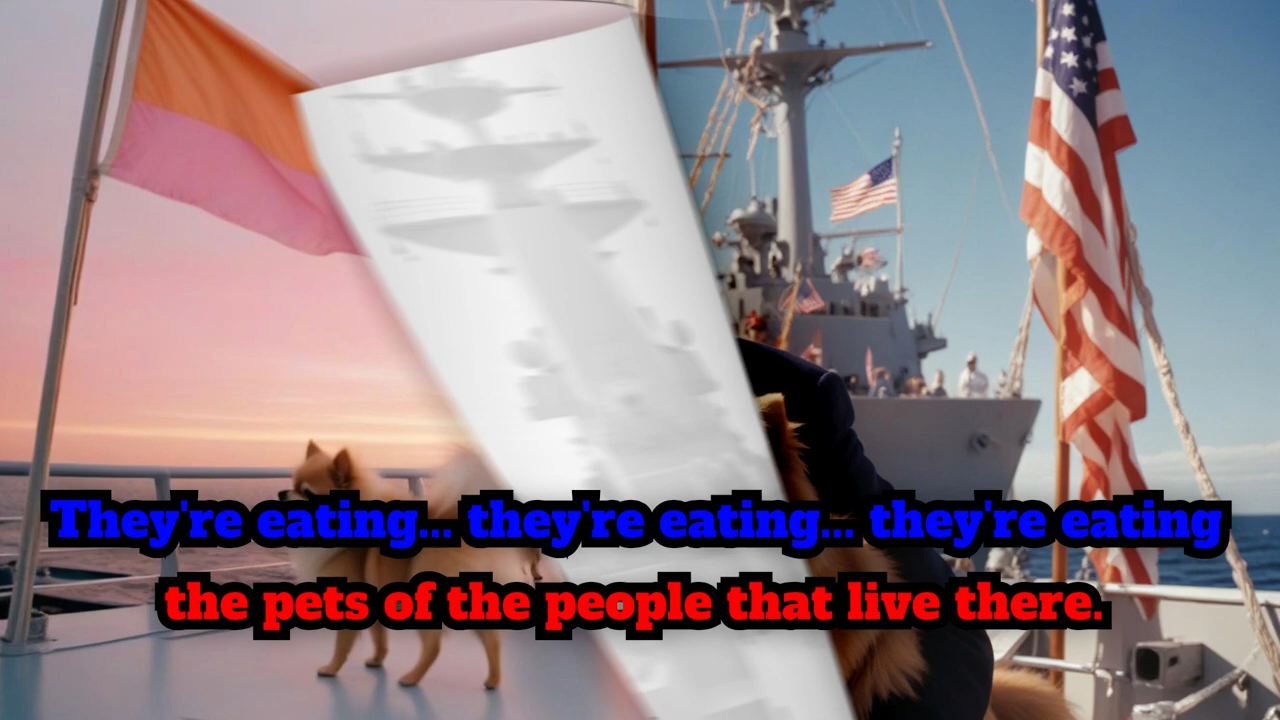 They're eating... they're eating... they're eating
the pets of the people that live there.